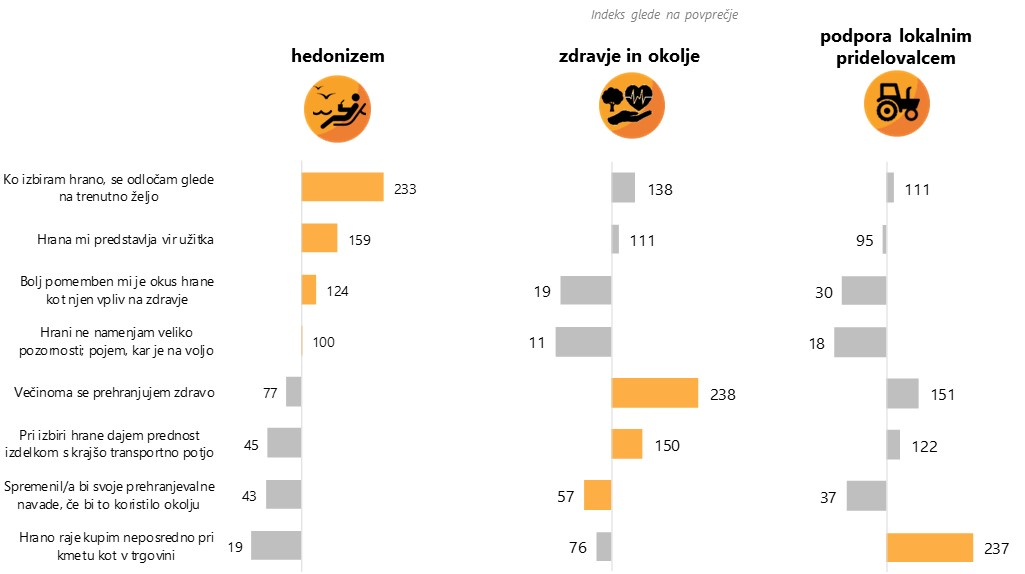 Indeks glede na povprečje
hedonizem
zdravje in okolje
podpora lokalnim
pridelovalcem
Ko izbiram hrano, se odločam glede
na trenutno željo
233
138
111
Hrana mi predstavlja vir užitka
159
111
95
Bolj pomemben mi je okus hrane
kot njen vpliv na zdravje
124
19
30
Hrani ne namenjam veliko
pozornosti; pojem, kar je na voljo
100
11
18
Večinoma se prehranjujem zdravo
77
238
151
Pri izbiri hrane dajem prednost
izdelkom s krajšo transportno potjo
45
150
122
Spremenil/a bi svoje prehranjevalne
navade, če bi to koristilo okolju
43
57
37
Hrano raje kupim neposredno pri
kmetu kot v trgovini
19
76
237